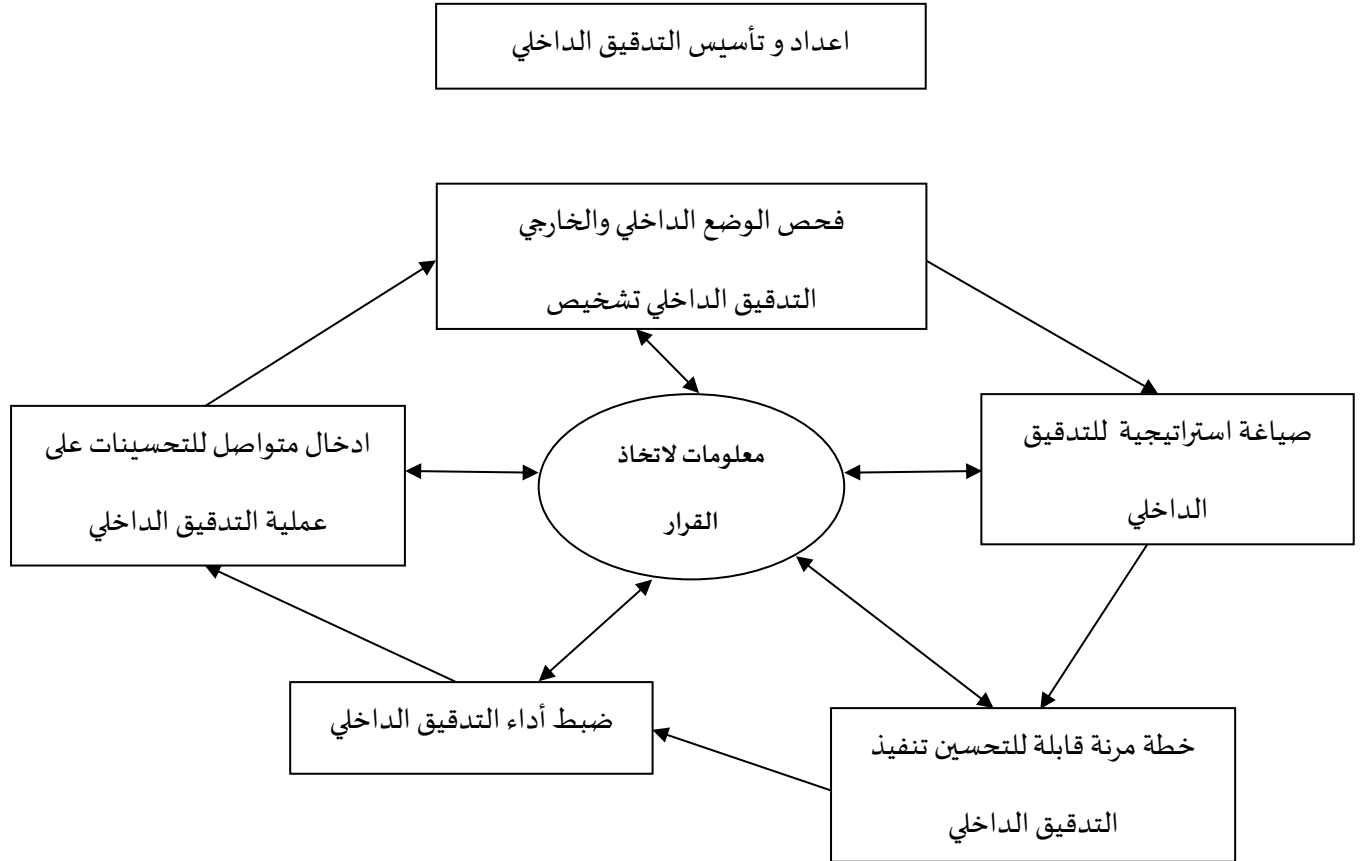 اعداد و تأسيس التدقيق الداخلي
فحص الوضع الداخلي والخارجي
التدقيق الداخلي تشخيص
صياغة استراتيجية للتدقيق
الداخلي
معلومات لاتخاذ
القرار
ادخال متواصل للتحسينات على
عملية التدقيق الداخلي
ضبط أداء التدقيق الداخلي
خطة مرنة قابلة للتحسين تنفيذ
التدقيق الداخلي